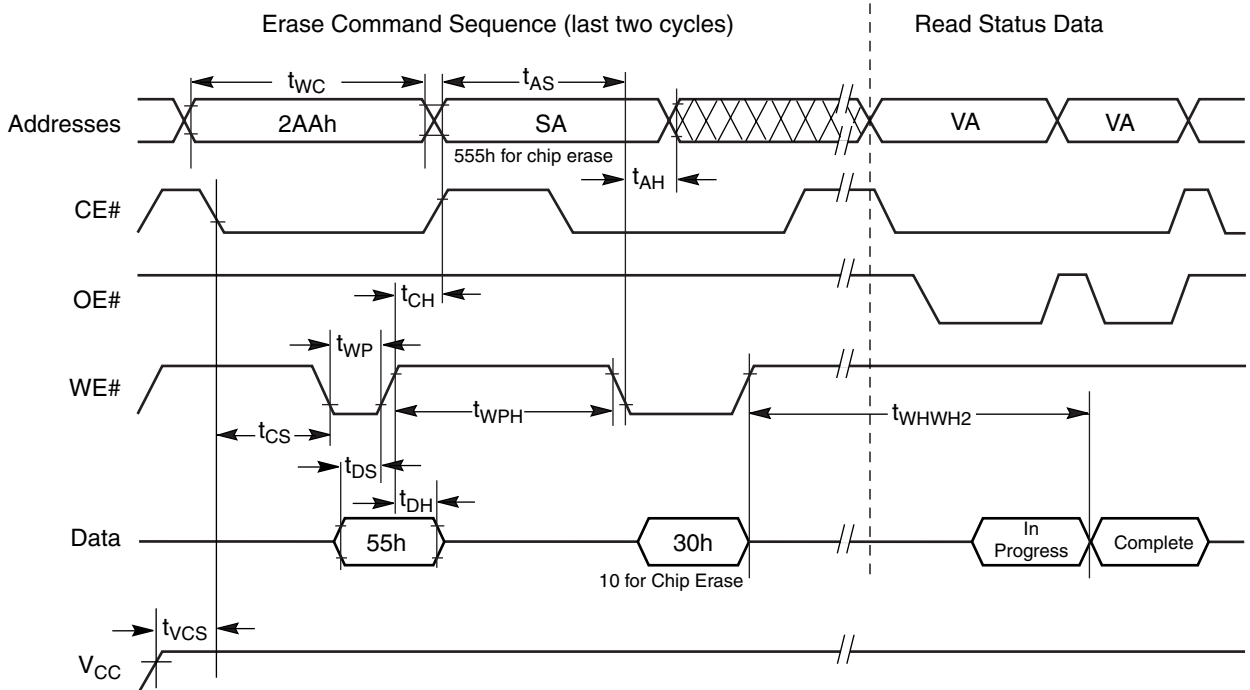 Erase Command Sequence (last two cycles)
Read Status Data
tWC
tAS
Addresses
2AAh
SA
VA
VA
555h for chip erase
tAH
CE#
OE#
tCH
tWP
WE#
tWPH
tWHWH2
tCS
tDS
tDH
Data
55h
30h
In
Progress
Complete
10 for Chip Erase
tVCS
VCC